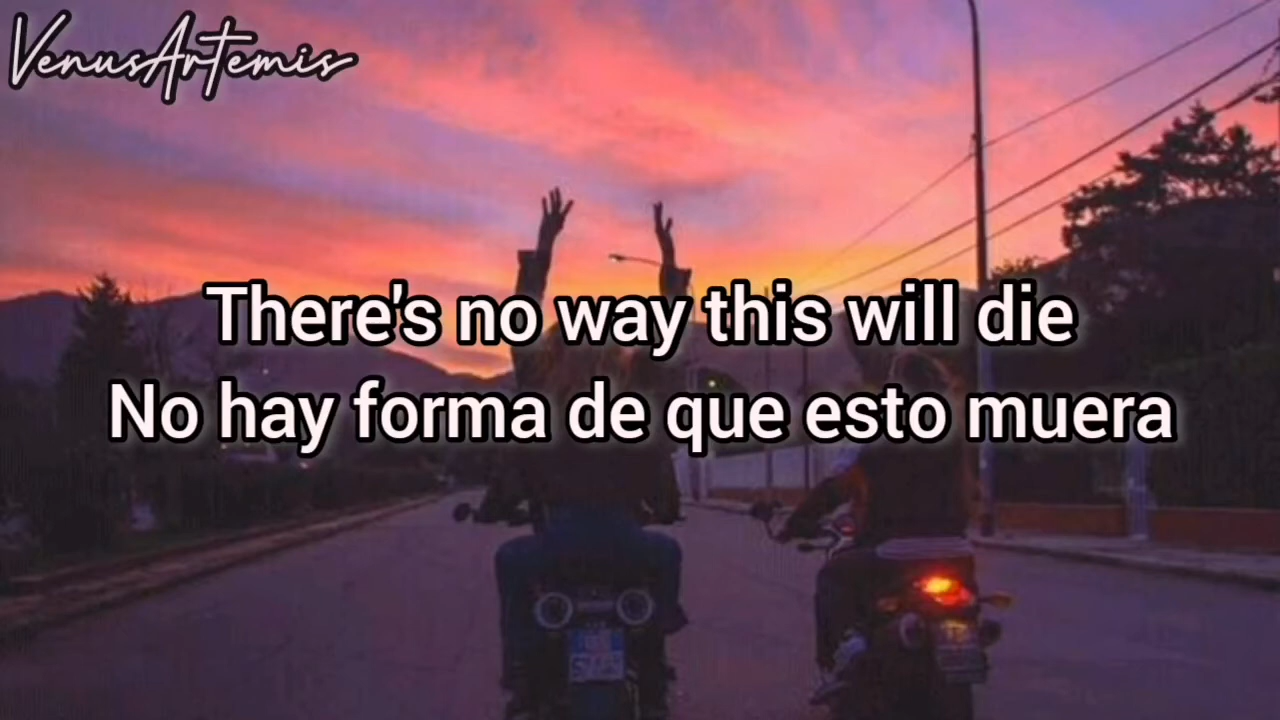 VenusArtemis
There's no way this will die
No hay forma de que esto muera